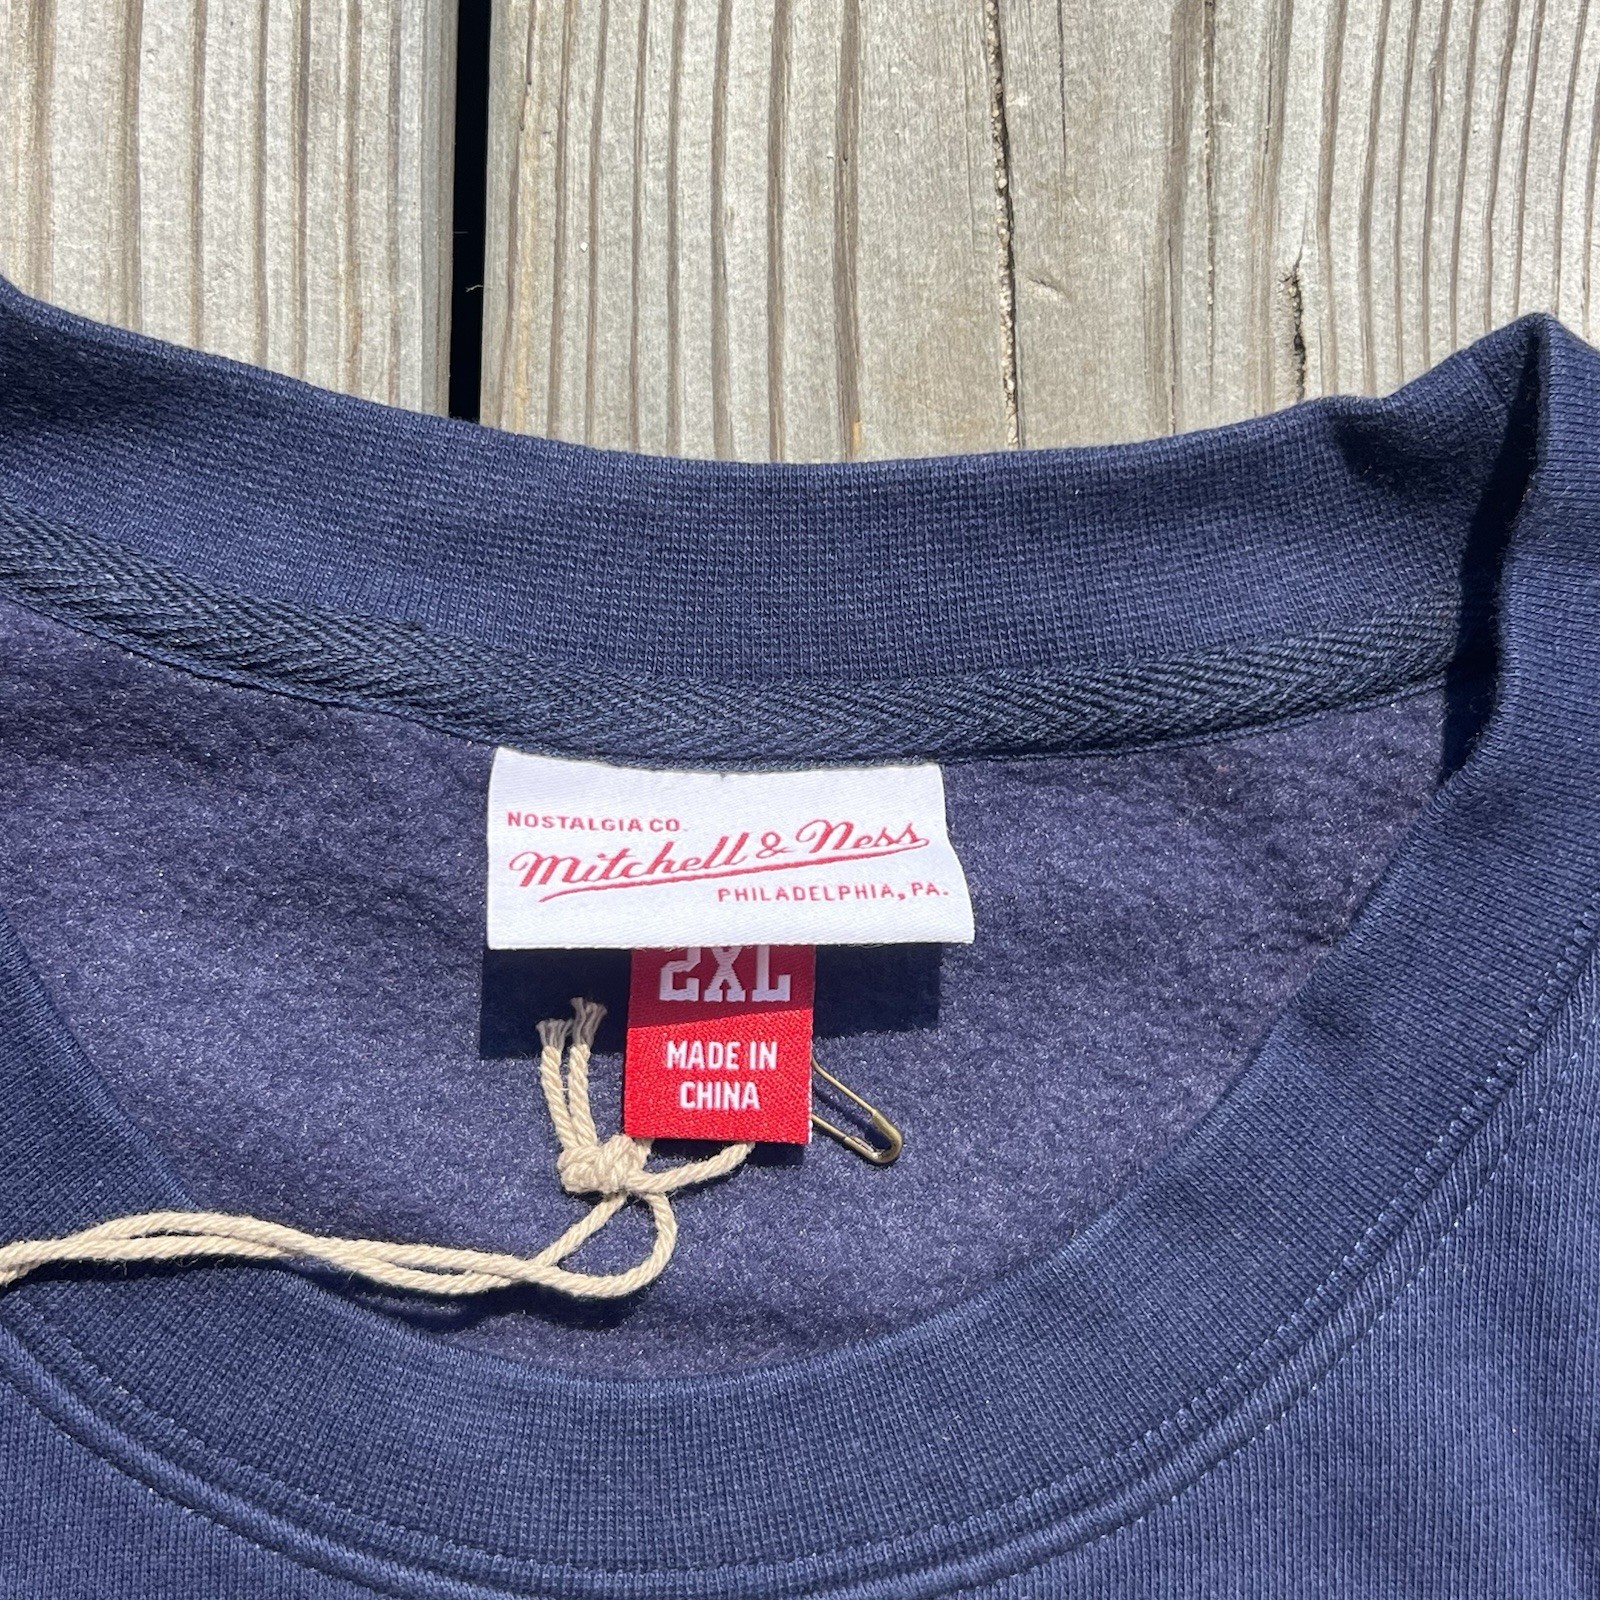 NOSTALGIA CO.
Mitchell & Ness
PHILADELPHIA, PA.
2XL
MADE IN
CHINA